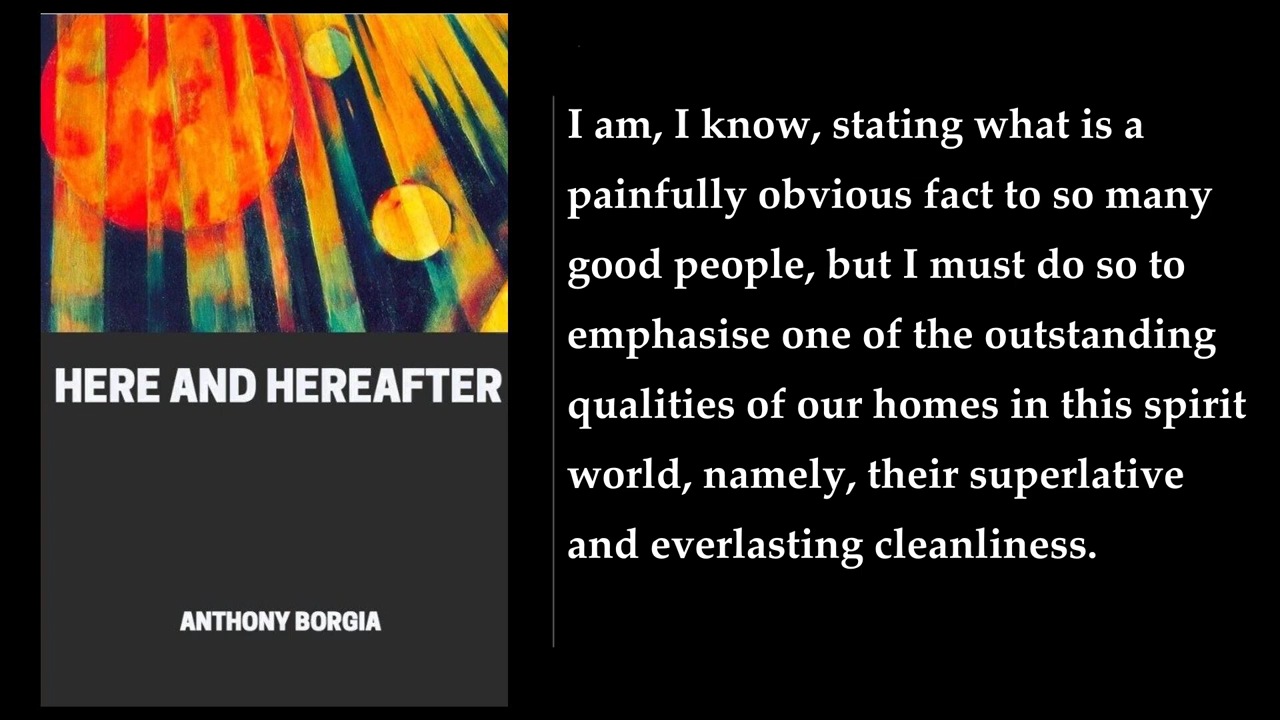 HERE AND HEREAFTER
ANTHONY BORGIA
I am, I know, stating what is a
painfully obvious fact to so many
good people, but I must do so to
emphasise one of the outstanding
qualities of our homes in this spirit
world, namely, their superlative
and everlasting cleanliness.